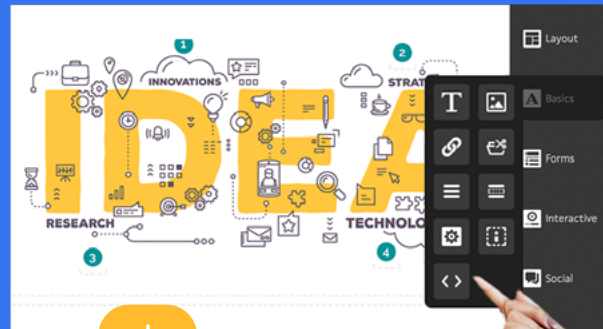 1
2
INNOVATIONS
STRAT
IDEA
RESEARCH
TECHNOLO
3
4
Layout
T
A Basics
Forms
Interactive
Social